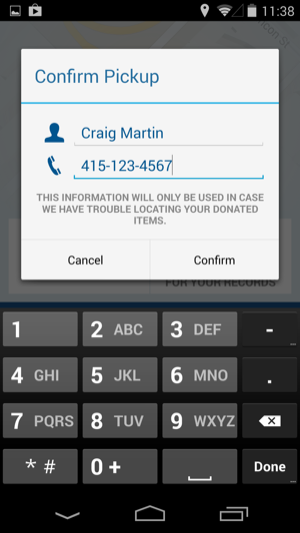 11:38
Confirm Pickup
Craig Martin
415-123-4567
THIS INFORMATION WILL ONLY BE USED IN CASE
WE HAVE TROUBLE LOCATING YOUR DONATED
ITEMS.
Cancel Confirm
FOR YOUR RECORDS
1 2 ABC 3 DEF -
4 GHI 5 JKL 6 MNO .
7 PQRS 8 TUV 9 WXYZ
* # 0 + Done